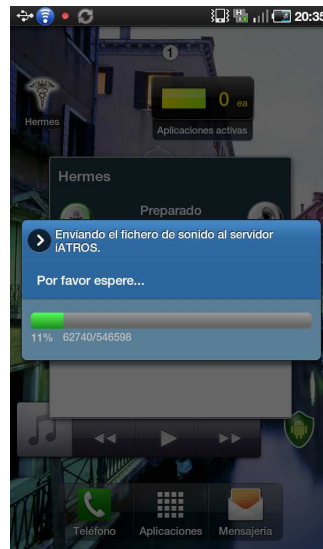 20:35
1
0 ea
Hermes
Aplicaciones activas
Hermes
Preparado
Enviando el fichero de sonido al servidor
iATROS.
Por favor espere...
11% 62740/546598
Teléfono Aplicaciones Mensajería